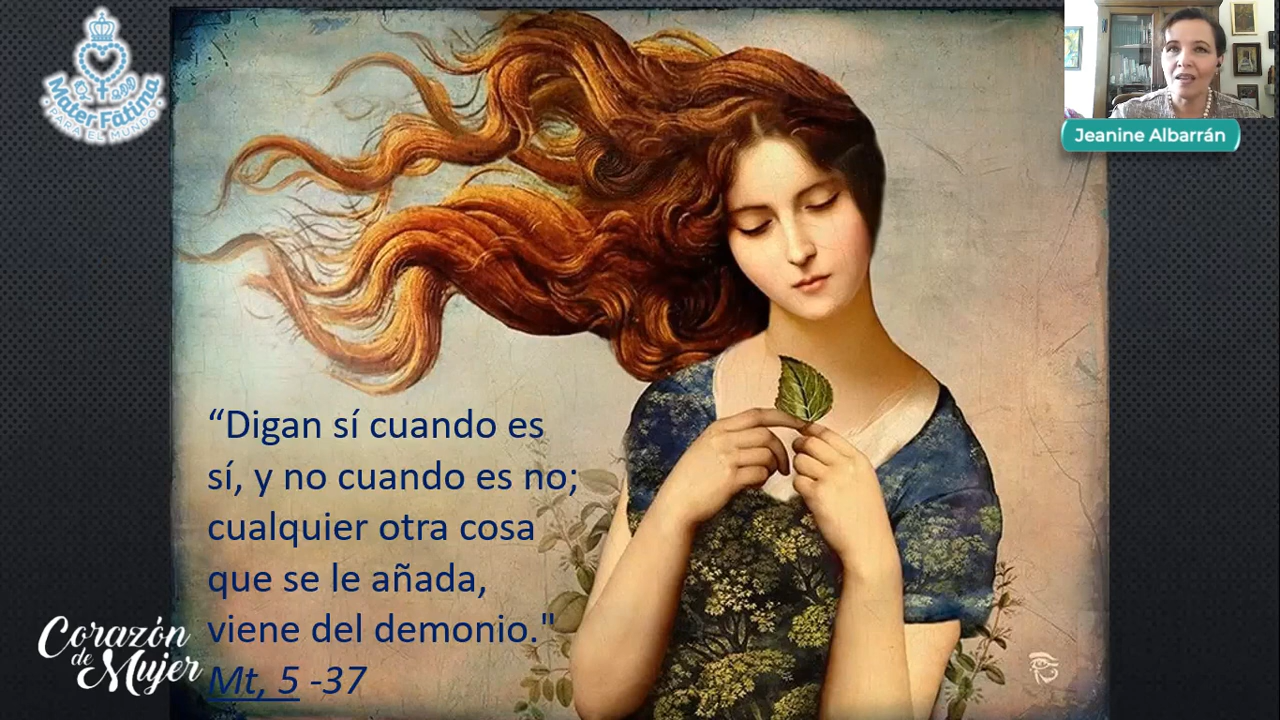 Mater Fátima
PARA EL MUNDO
Jeanine Albarrán
“Digan sí cuando es
sí, y no cuando es no;
cualquier otra cosa
que se le añada,
viene del demonio."
Mt, 5 -37
Corazón
de
Mujer